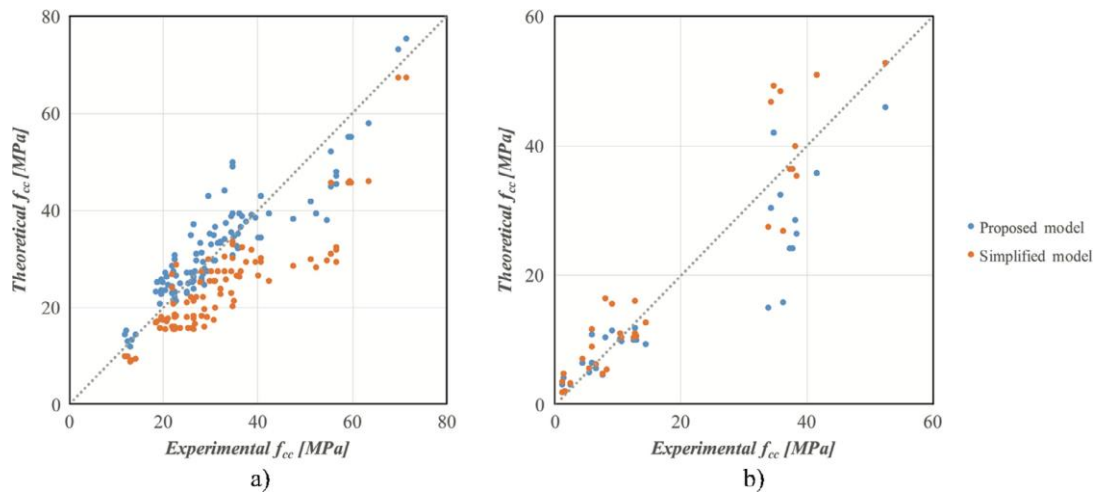 80
60
40
20
0
0 20 40 60 80
Theoretical fcc [MPa]
Experimental fcc [MPa]
a)
60
40
20
0
0 20 40 60
Theoretical fcc [MPa]
Experimental fcc [MPa]
b)
Proposed model
Simplified model